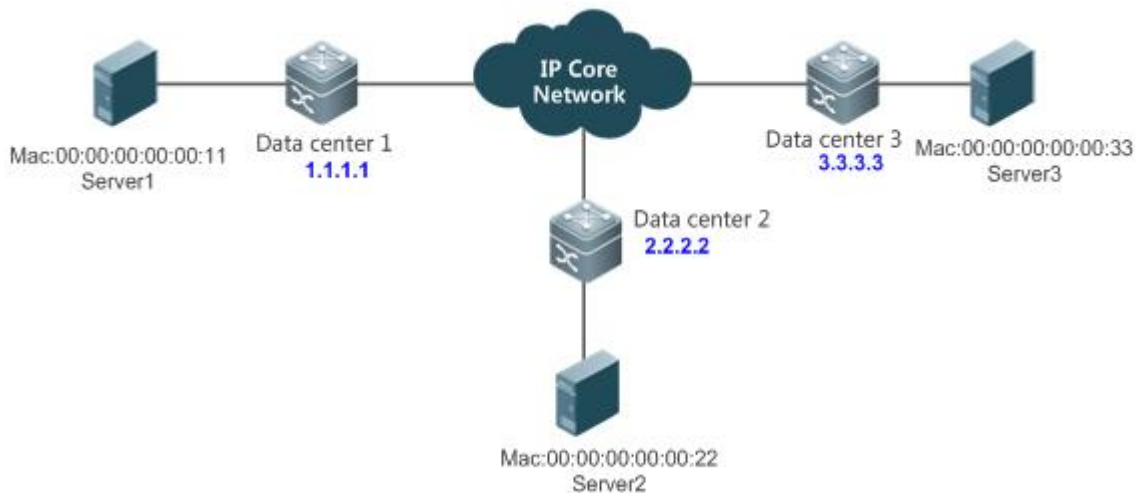 IP Core
Network
Mac:00:00:00:00:00:11
Server1
Data center 1
1.1.1.1
Data center 3
3.3.3.3
Mac:00:00:00:00:00:33
Server3
Data center 2
2.2.2.2
Mac:00:00:00:00:00:22
Server2